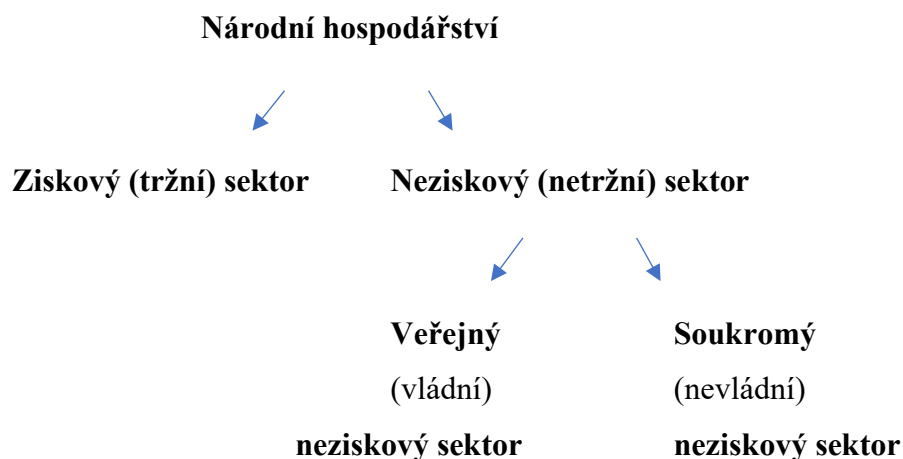 Národní hospodářství
Ziskový (tržní) sektor
Neziskový (netržní) sektor
Veřejný
(vládní)
neziskový sektor
Soukromý
(nevládní)
neziskový sektor